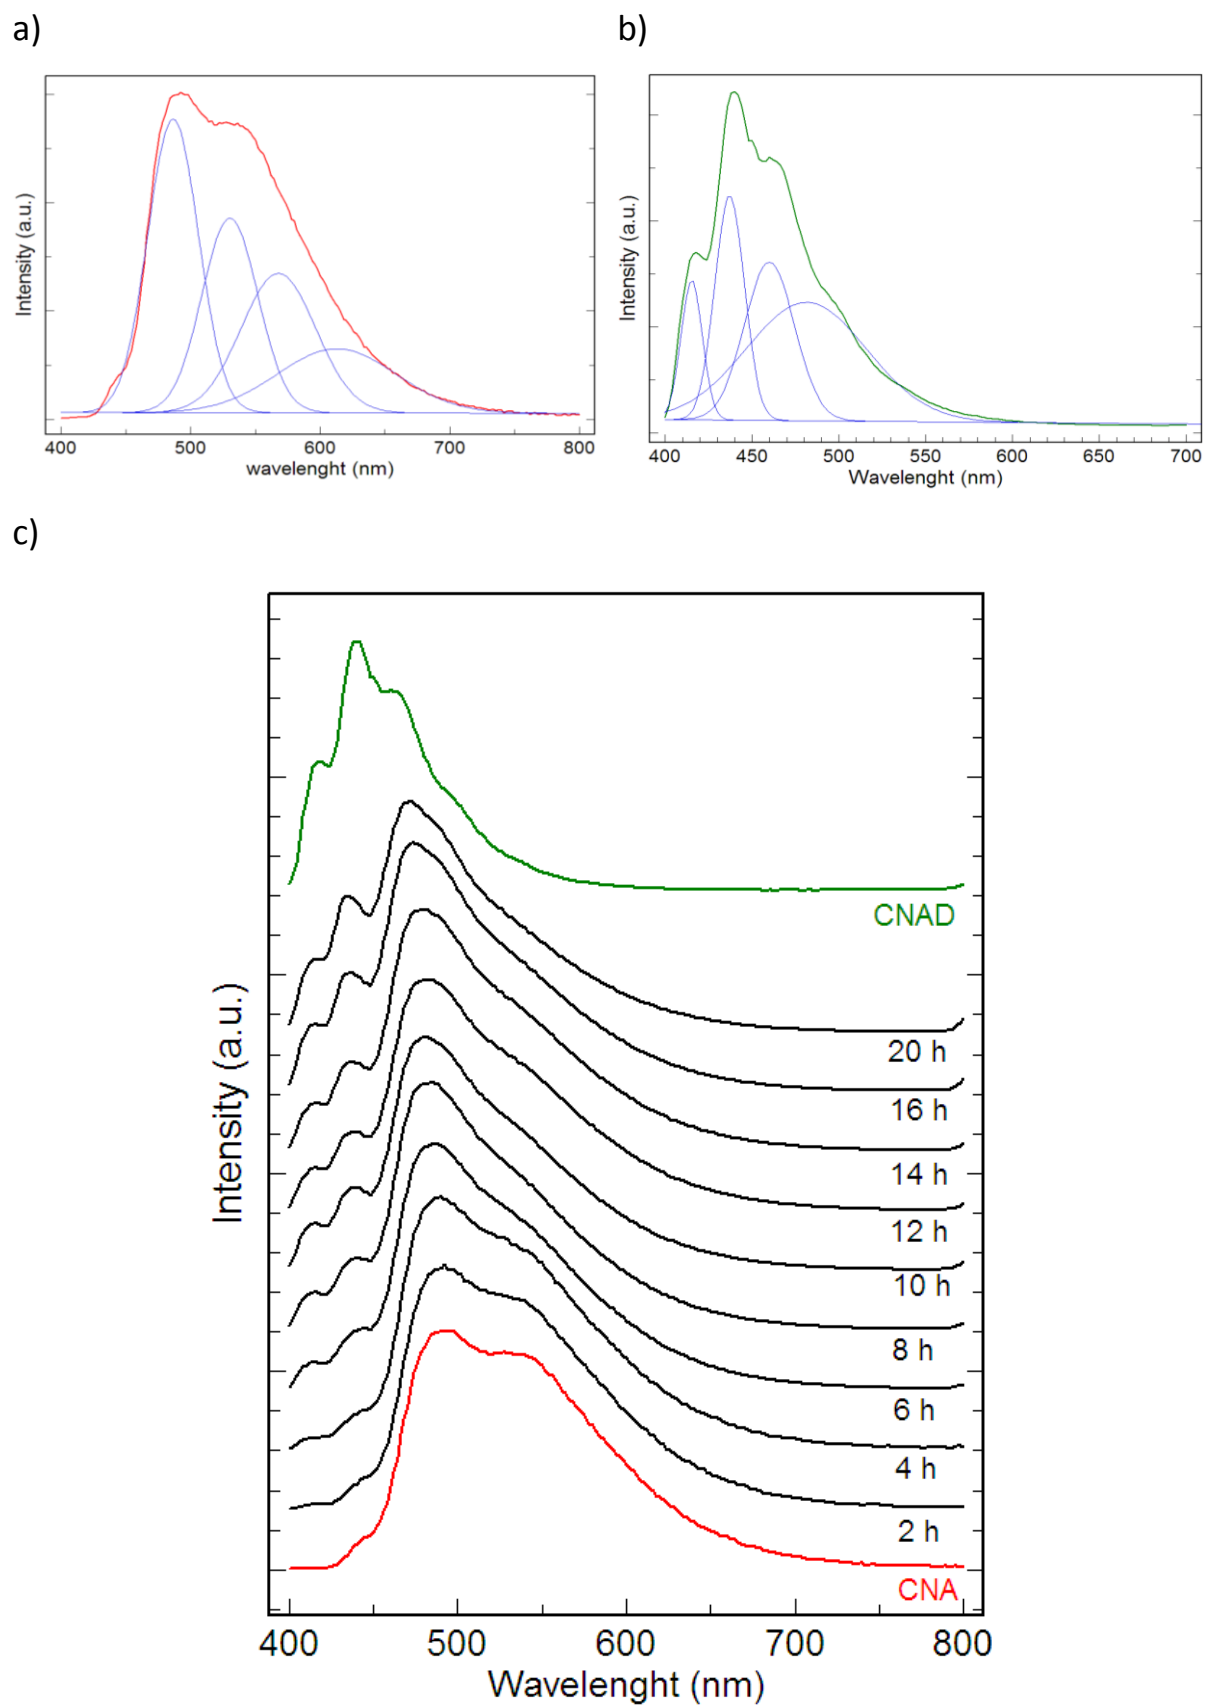 a)
Intensity (a.u.)
400 500 600 700 800
wavelenght (nm)
b)
Intensity (a.u.)
400 450 500 550 600 650 700
Wavelenght (nm)
c)
Intensity (a.u.)
CNAD
20 h
16 h
14 h
12 h
10 h
8 h
6 h
4 h
2 h
CNA
400 500 600 700 800
Wavelenght (nm)